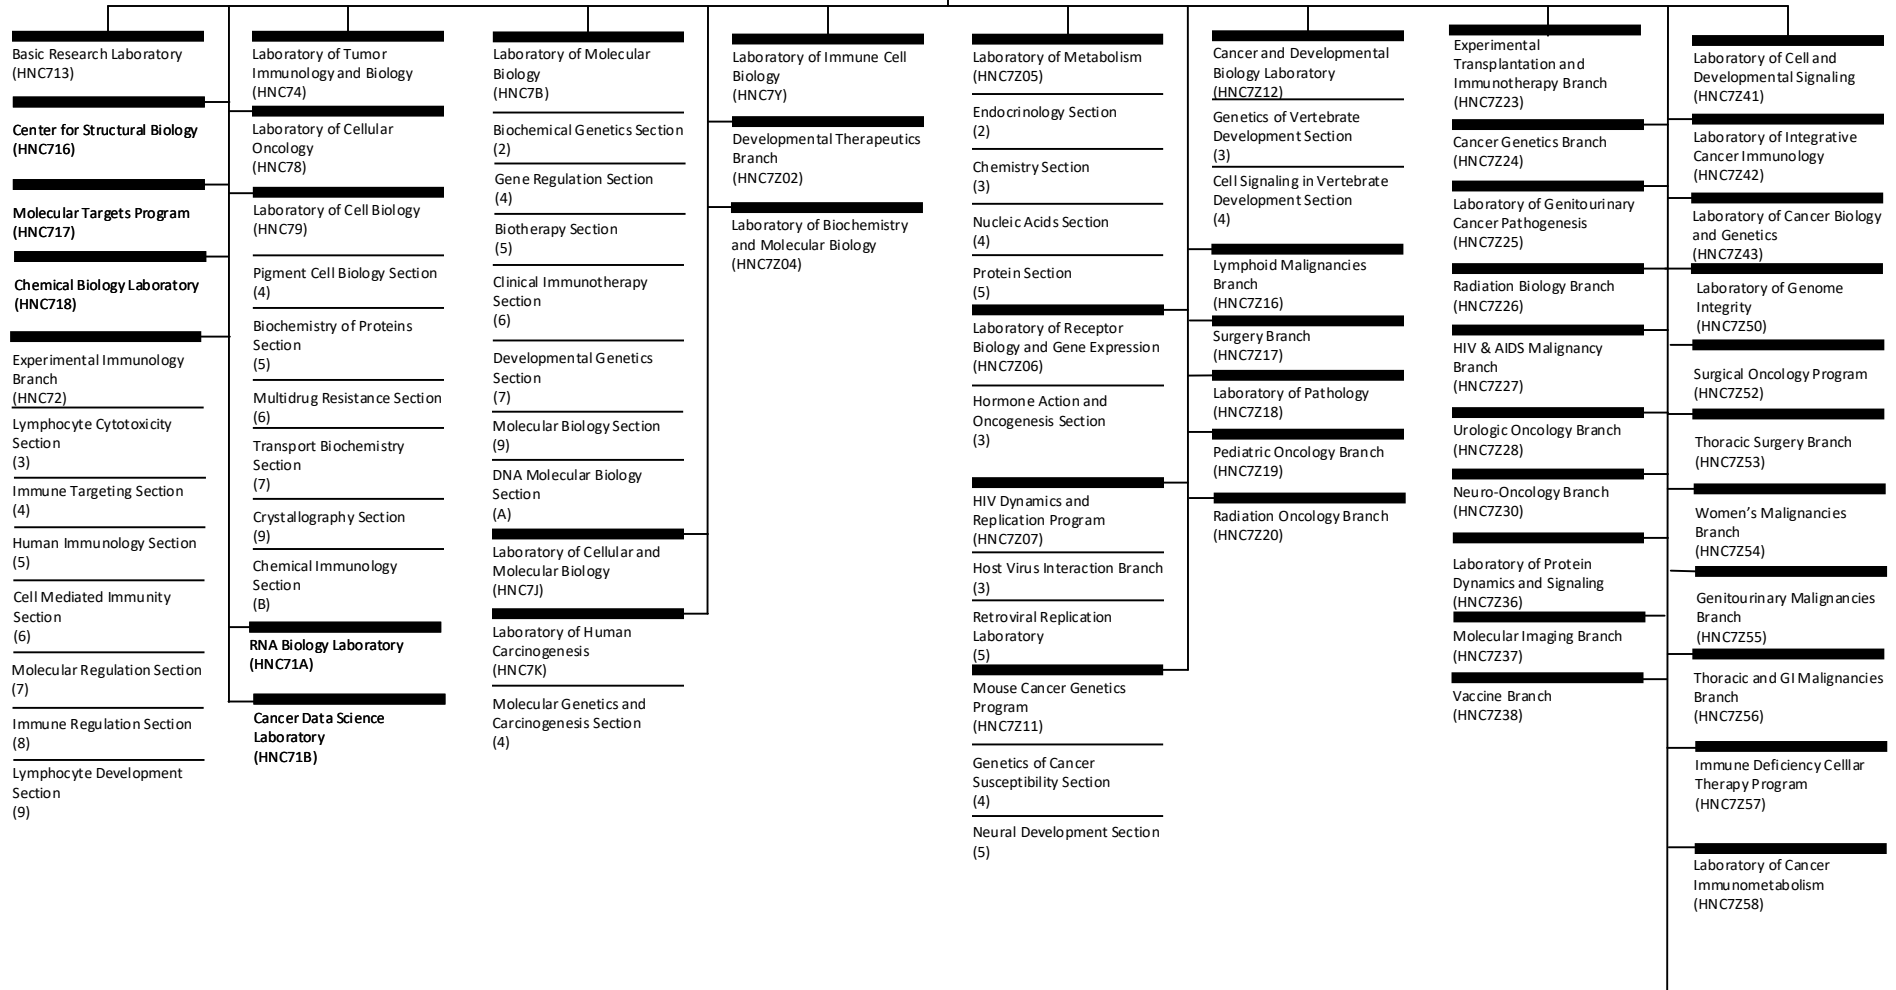 Basic Research Laboratory
(HNC713)
Center for Structural Biology
(HNC716)
Molecular Targets Program
(HNC717)
Chemical Biology Laboratory
(HNC718)
Experimental Immunology
Branch
(HNC72)
Lymphocyte Cytotoxicity
Section
(3)
Immune Targeting Section
(4)
Human Immunology Section
(5)
Cell Mediated Immunity
Section
(6)
Molecular Regulation Section
(7)
Immune Regulation Section
(8)
Lymphocyte Development
Section
(9)
Laboratory of Tumor
Immunology and Biology
(HNC74)
Laboratory of Cellular
Oncology
(HNC78)
Laboratory of Cell Biology
(HNC79)
Pigment Cell Biology Section
(4)
Biochemistry of Proteins
Section
(5)
Multidrug Resistance Section
(6)
Transport Biochemistry
Section
(7)
Crystallography Section
(9)
Chemical Immunology
Section
(B)
RNA Biology Laboratory
(HNC71A)
Cancer Data Science
Laboratory
(HNC71B)
Laboratory of Molecular
Biology
(HNC7B)
Biochemical Genetics Section
(2)
Gene Regulation Section
(4)
Biotherapy Section
(5)
Clinical Immunotherapy
Section
(6)
Developmental Genetics
Section
(7)
Molecular Biology Section
(9)
DNA Molecular Biology
Section
(A)
Laboratory of Cellular and
Molecular Biology
(HNC7J)
Laboratory of Human
Carcinogenesis
(HNC7K)
Molecular Genetics and
Carcinogenesis Section
(4)
Laboratory of Immune Cell
Biology
(HNC7Y)
Developmental Therapeutics
Branch
(HNC7Z02)
Laboratory of Biochemistry
and Molecular Biology
(HNC7Z04)
Laboratory of Metabolism
(HNC7Z05)
Endocrinology Section
(2)
Chemistry Section
(3)
Nucleic Acids Section
(4)
Protein Section
(5)
Laboratory of Receptor
Biology and Gene Expression
(HNC7Z06)
Hormone Action and
Oncogenesis Section
(3)
HIV Dynamics and
Replication Program
(HNC7Z07)
Host Virus Interaction Branch
(3)
Retroviral Replication
Laboratory
(5)
Mouse Cancer Genetics
Program
(HNC7Z11)
Genetics of Cancer
Susceptibility Section
(4)
Neural Development Section
(5)
Cancer and Developmental
Biology Laboratory
(HNC7Z12)
Genetics of Vertebrate
Development Section
(3)
Cell Signaling in Vertebrate
Development Section
(4)
Lymphoid Malignancies
Branch
(HNC7Z16)
Surgery Branch
(HNC7Z17)
Laboratory of Pathology
(HNC7Z18)
Pediatric Oncology Branch
(HNC7Z19)
Radiation Oncology Branch
(HNC7Z20)
Experimental
Transplantation and
Immunotherapy Branch
(HNC7Z23)
Cancer Genetics Branch
(HNC7Z24)
Laboratory of Genitourinary
Cancer Pathogenesis
(HNC7Z25)
Radiation Biology Branch
(HNC7Z26)
HIV & AIDS Malignancy
Branch
(HNC7Z27)
Urologic Oncology Branch
(HNC7Z28)
Neuro-Oncology Branch
(HNC7Z30)
Laboratory of Protein
Dynamics and Signaling
(HNC7Z36)
Molecular Imaging Branch
(HNC7Z37)
Vaccine Branch
(HNC7Z38)
Laboratory of Cell and
Developmental Signaling
(HNC7Z41)
Laboratory of Integrative
Cancer Immunology
(HNC7Z42)
Laboratory of Cancer Biology
and Genetics
(HNC7Z43)
Laboratory of Genome
Integrity
(HNC7Z50)
Surgical Oncology Program
(HNC7Z52)
Thoracic Surgery Branch
(HNC7Z53)
Women’s Malignancies
Branch
(HNC7Z54)
Genitourinary Malignancies
Branch
(HNC7Z55)
Thoracic and GI Malignancies
Branch
(HNC7Z56)
Immune Deficiency Celllar
Therapy Program
(HNC7Z57)
Laboratory of Cancer
Immunometabolism
(HNC7Z58)